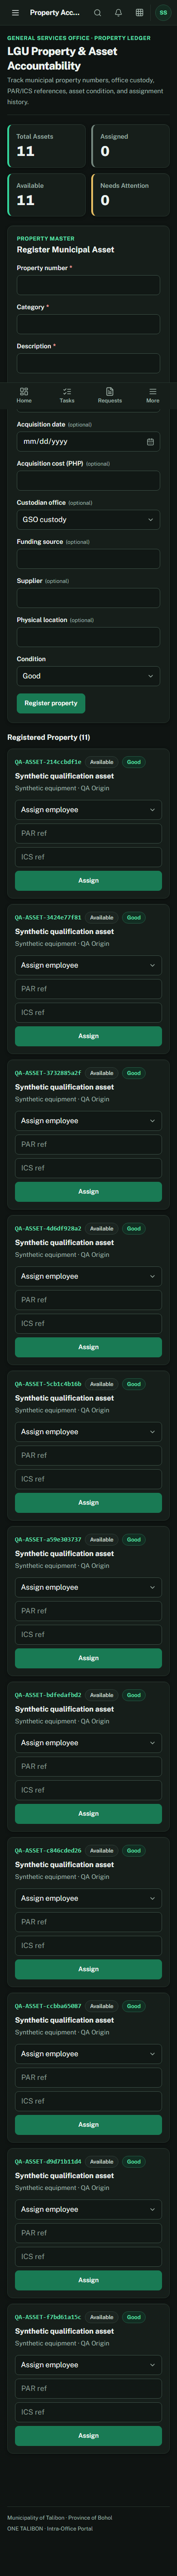 Property Acc...
SS
GENERAL SERVICES OFFICE · PROPERTY LEDGER
LGU Property & Asset
Accountability
Track municipal property numbers, office custody,
PAR/ICS references, asset condition, and assignment
history.
Total Assets
11
Assigned
0
Available
11
Needs Attention
0
PROPERTY MASTER
Register Municipal Asset
Property number *
Category *
Description *
Home
Tasks
Requests
More
Acquisition date (optional)
mm/dd/yyyy
Acquisition cost (PHP) (optional)
Custodian office (optional)
GSO custody
Funding source (optional)
Supplier (optional)
Physical location (optional)
Condition
Good
Register property
Registered Property (11)
QA-ASSET-214ccbdf1e Available Good
Synthetic qualification asset
Synthetic equipment · QA Origin
Assign employee
PAR ref
ICS ref
Assign
QA-ASSET-3424e77f81 Available Good
Synthetic qualification asset
Synthetic equipment · QA Origin
Assign employee
PAR ref
ICS ref
Assign
QA-ASSET-3732885a2f Available Good
Synthetic qualification asset
Synthetic equipment · QA Origin
Assign employee
PAR ref
ICS ref
Assign
QA-ASSET-4d6df928a2 Available Good
Synthetic qualification asset
Synthetic equipment · QA Origin
Assign employee
PAR ref
ICS ref
Assign
QA-ASSET-5cb1c4b16b Available Good
Synthetic qualification asset
Synthetic equipment · QA Origin
Assign employee
PAR ref
ICS ref
Assign
QA-ASSET-a59e303737 Available Good
Synthetic qualification asset
Synthetic equipment · QA Origin
Assign employee
PAR ref
ICS ref
Assign
QA-ASSET-bdfedafbd2 Available Good
Synthetic qualification asset
Synthetic equipment · QA Origin
Assign employee
PAR ref
ICS ref
Assign
QA-ASSET-c846cded26 Available Good
Synthetic qualification asset
Synthetic equipment · QA Origin
Assign employee
PAR ref
ICS ref
Assign
QA-ASSET-ccbba65087 Available Good
Synthetic qualification asset
Synthetic equipment · QA Origin
Assign employee
PAR ref
ICS ref
Assign
QA-ASSET-d9d71b11d4 Available Good
Synthetic qualification asset
Synthetic equipment · QA Origin
Assign employee
PAR ref
ICS ref
Assign
QA-ASSET-f7bd61a15c Available Good
Synthetic qualification asset
Synthetic equipment · QA Origin
Assign employee
PAR ref
ICS ref
Assign
Municipality of Talibon · Province of Bohol
ONE TALIBON · Intra-Office Portal